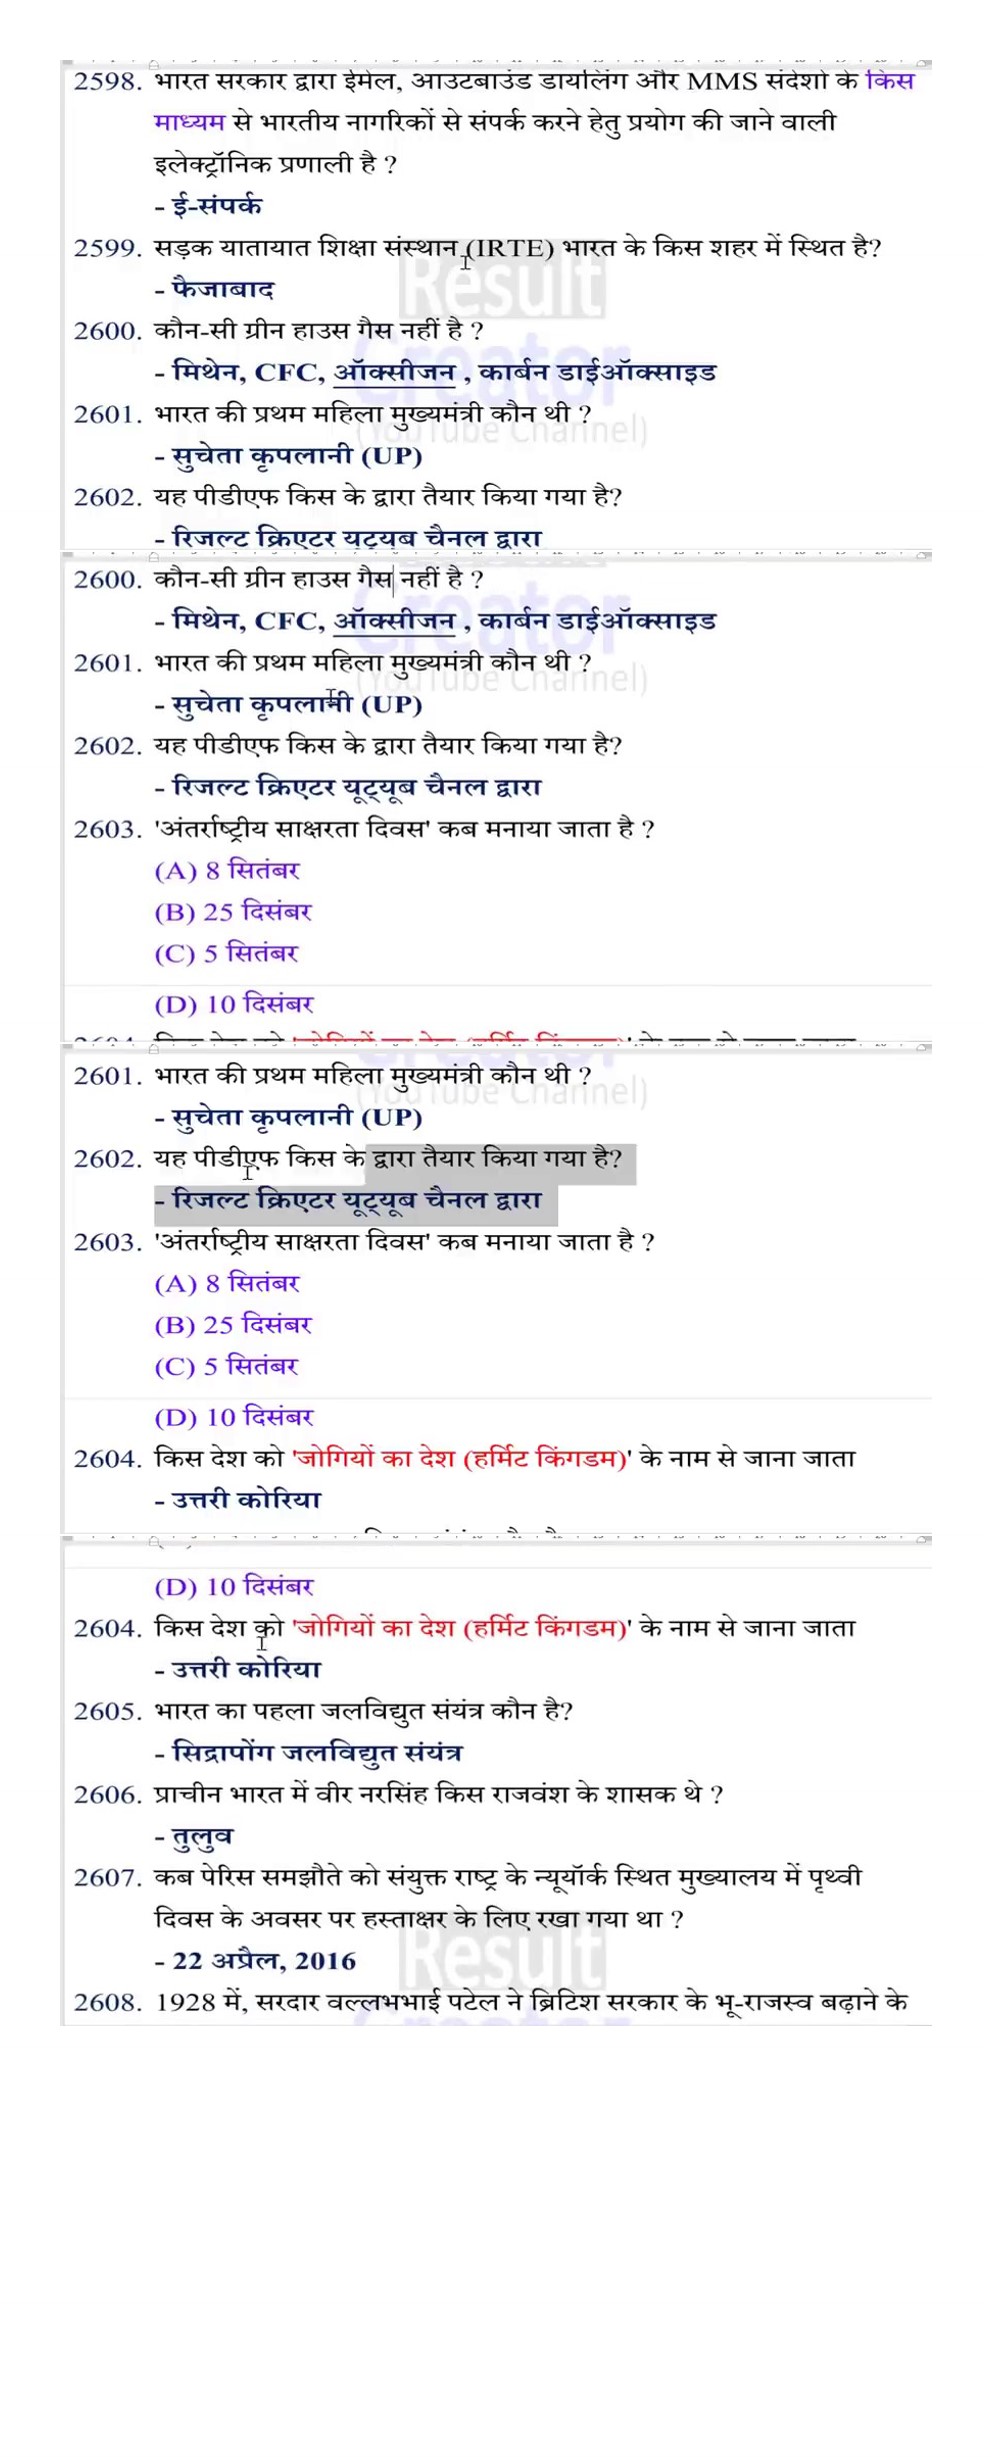 2598. भारत सरकार द्वारा ईमेल, आउटबाउंड डायलिंग और MMS संदेशो के किस
माध्यम से भारतीय नागरिकों से संपर्क करने हेतु प्रयोग की जाने वाली
इलेक्ट्रॉनिक प्रणाली है ?
- ई-संपर्क
2599. सड़क यातायात शिक्षा संस्थान (IRTE) भारत के किस शहर में स्थित है?
Result
- फैजाबाद
2600. कौन-सी ग्रीन हाउस गैस नहीं है ?
Creator
- मिथेन, CFC, ऑक्सीजन , कार्बन डाईऑक्साइड
2601. भारत की प्रथम महिला मुख्यमंत्री कौन थी ?
(YouTube Channel)
- सुचेता कृपलानी (UP)
2602. यह पीडीएफ किस के द्वारा तैयार किया गया है?
- रिजल्ट क्रिएटर यूट्यूब चैनल द्वारा
2600. कौन-सी ग्रीन हाउस गैस नहीं है ?
Creator
- मिथेन, CFC, ऑक्सीजन , कार्बन डाईऑक्साइड
2601. भारत की प्रथम महिला मुख्यमंत्री कौन थी ?
(YouTube Channel)
- सुचेता कृपलानी (UP)
2602. यह पीडीएफ किस के द्वारा तैयार किया गया है?
- रिजल्ट क्रिएटर यूट्यूब चैनल द्वारा
2603. 'अंतर्राष्ट्रीय साक्षरता दिवस' कब मनाया जाता है ?
(A) 8 सितंबर
(B) 25 दिसंबर
(C) 5 सितंबर
(D) 10 दिसंबर
2601. भारत की प्रथम महिला मुख्यमंत्री कौन थी ?
(YouTube Channel)
- सुचेता कृपलानी (UP)
2602. यह पीडीएफ किस के द्वारा तैयार किया गया है?
- रिजल्ट क्रिएटर यूट्यूब चैनल द्वारा
2603. 'अंतर्राष्ट्रीय साक्षरता दिवस' कब मनाया जाता है ?
(A) 8 सितंबर
(B) 25 दिसंबर
(C) 5 सितंबर
(D) 10 दिसंबर
2604. किस देश को 'जोगियों का देश (हर्मिट किंगडम)' के नाम से जाना जाता
- उत्तरी कोरिया
(D) 10 दिसंबर
2604. किस देश को 'जोगियों का देश (हर्मिट किंगडम)' के नाम से जाना जाता
- उत्तरी कोरिया
2605. भारत का पहला जलविद्युत संयंत्र कौन है?
- सिद्रापोंग जलविद्युत संयंत्र
2606. प्राचीन भारत में वीर नरसिंह किस राजवंश के शासक थे ?
- तुलुव
2607. कब पेरिस समझौते को संयुक्त राष्ट्र के न्यूयॉर्क स्थित मुख्यालय में पृथ्वी
दिवस के अवसर पर हस्ताक्षर के लिए रखा गया था ?
Result
- 22 अप्रैल, 2016
2608. 1928 में, सरदार वल्लभभाई पटेल ने ब्रिटिश सरकार के भू-राजस्व बढ़ाने के